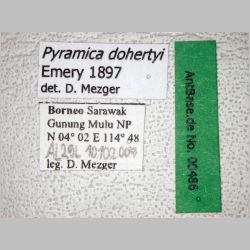 Pyramica dohertyi
Emery 1897
det. D. Mezger
Borneo Sarawak
Gunung Mulu NP
N 04° 02 E 114° 48
leg. D. Mezger
AntBase.de No. 00486